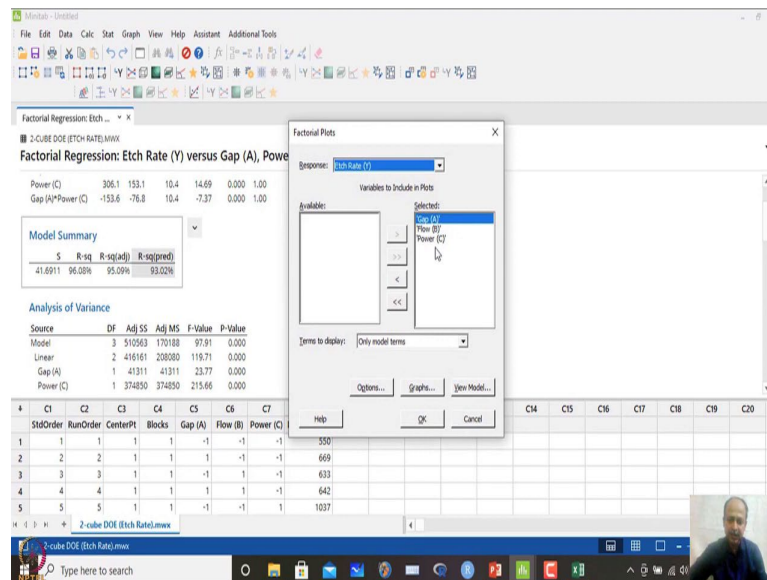 Minitab - Untitled
File Edit Data Calc Stat Graph View Help Assistant Additional Tools
Factorial Regression: Etch ... × 
2-CUBE DOE (ETCH RATE).MWX
Factorial Regression: Etch Rate (Y) versus Gap (A), Powe
Power (C) 306.1 153.1 10.4 14.69 0.000 1.00
Gap (A)*Power (C) -153.6 -76.8 10.4 -7.37 0.000 1.00
Model Summary
S R-sq R-sq(adj) R-sq(pred)
41.6911 96.08% 95.09% 93.02%
Analysis of Variance
Source DF Adj SS Adj MS F-Value P-Value
Model 3 510563 170188 97.91 0.000
Linear 2 416161 208080 119.71 0.000
Gap (A) 1 41311 41311 23.77 0.000
Power (C) 1 374850 374850 215.66 0.000
Factorial Plots X
Response: Etch Rate (Y)
Variables to Include in Plots
Available: Selected:
'Gap (A)'
'Flow (B)'
'Power (C)'
>
>>
<
<<
Terms to display: Only model terms
Options... Graphs... View Model...
Help OK Cancel
C1 C2 C3 C4 C5 C6 C7 C14 C15 C16 C17 C18 C19 C20
StdOrder RunOrder CenterPt Blocks Gap (A) Flow (B) Power (C)
1 1 1 1 1 -1 -1 -1 550
2 2 2 1 1 1 -1 -1 669
3 3 3 1 1 -1 1 -1 633
4 4 4 1 1 1 1 -1 642
5 5 5 1 1 -1 -1 1 1037
+ 2-cube DOE (Etch Rate).mwx
2-cube DOE (Etch Rate).mwx
Type here to search
NPTEL